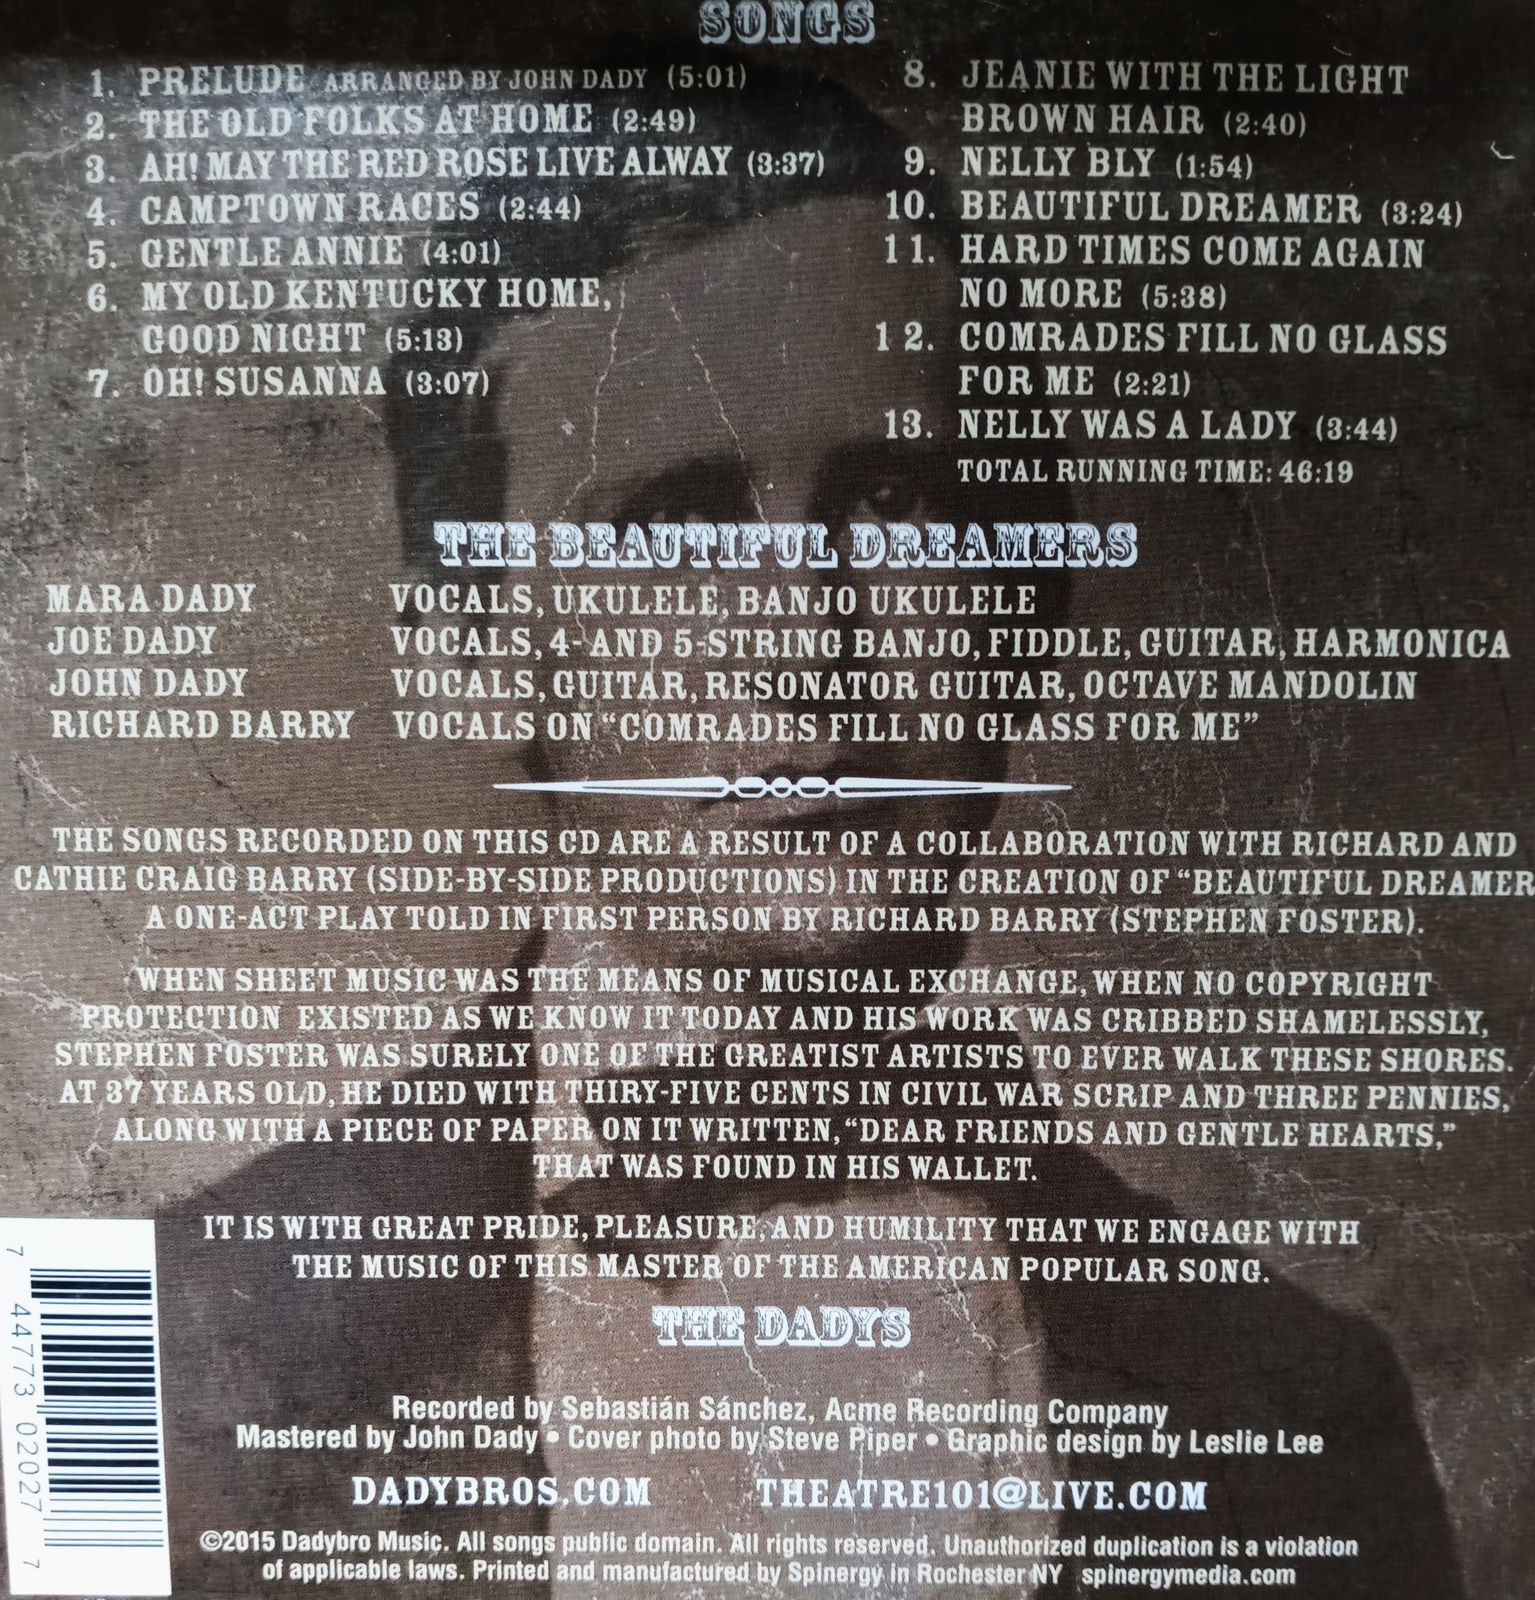 SONGS
1. PRELUDE ARRANGED BY JOHN DADY (5:01)
2. THE OLD FOLKS AT HOME (2:49)
3. AH! MAY THE RED ROSE LIVE ALWAY (3:37)
4. CAMPTOWN RACES (2:44)
5. GENTLE ANNIE (4:01)
6. MY OLD KENTUCKY HOME,
GOOD NIGHT (5:13)
7. OH! SUSANNA (3:07)
8. JEANIE WITH THE LIGHT
BROWN HAIR (2:40)
9. NELLY BLY (1:54)
10. BEAUTIFUL DREAMER (3:24)
11. HARD TIMES COME AGAIN
NO MORE (5:38)
12. COMRADES FILL NO GLASS
FOR ME (2:21)
13. NELLY WAS A LADY (3:44)
TOTAL RUNNING TIME: 46:19
THE BEAUTIFUL DREAMERS
MARA DADY VOCALS, UKULELE, BANJO UKULELE
JOE DADY VOCALS, 4- AND 5-STRING BANJO, FIDDLE, GUITAR, HARMONICA
JOHN DADY VOCALS, GUITAR, RESONATOR GUITAR, OCTAVE MANDOLIN
RICHARD BARRY VOCALS ON "COMRADES FILL NO GLASS FOR ME"
THE SONGS RECORDED ON THIS CD ARE A RESULT OF A COLLABORATION WITH RICHARD AND
CATHIE CRAIG BARRY (SIDE-BY-SIDE PRODUCTIONS) IN THE CREATION OF "BEAUTIFUL DREAMER
A ONE-ACT PLAY TOLD IN FIRST PERSON BY RICHARD BARRY (STEPHEN FOSTER).
WHEN SHEET MUSIC WAS THE MEANS OF MUSICAL EXCHANGE, WHEN NO COPYRIGHT
PROTECTION EXISTED AS WE KNOW IT TODAY AND HIS WORK WAS CRIBBED SHAMELESSLY,
STEPHEN FOSTER WAS SURELY ONE OF THE GREATIST ARTISTS TO EVER WALK THESE SHORES.
AT 37 YEARS OLD, HE DIED WITH THIRY-FIVE CENTS IN CIVIL WAR SCRIP AND THREE PENNIES,
ALONG WITH A PIECE OF PAPER ON IT WRITTEN, "DEAR FRIENDS AND GENTLE HEARTS,"
THAT WAS FOUND IN HIS WALLET.
IT IS WITH GREAT PRIDE, PLEASURE, AND HUMILITY THAT WE ENGAGE WITH
THE MUSIC OF THIS MASTER OF THE AMERICAN POPULAR SONG.
THE DADYS
Recorded by Sebastián Sánchez, Acme Recording Company
Mastered by John Dady • Cover photo by Steve Piper • Graphic design by Leslie Lee
DADYBROS.COM THEATRE101@LIVE.COM
©2015 Dadybro Music. All songs public domain. All rights reserved. Unauthorized duplication is a violation
of applicable laws. Printed and manufactured by Spinergy in Rochester NY spinergymedia.com
7 44773 02027 7